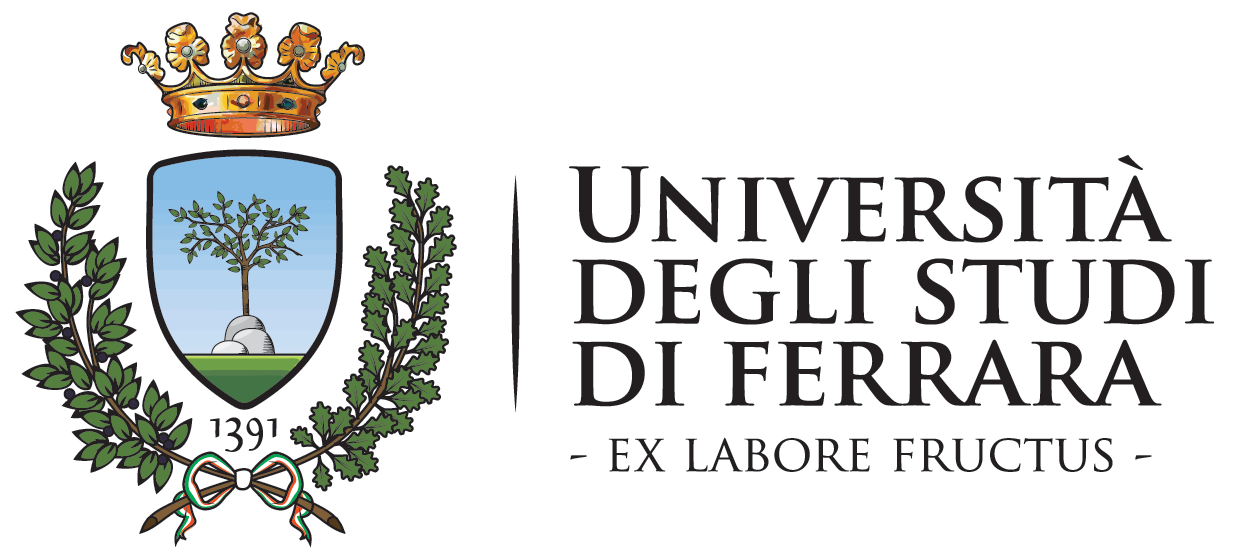 1391
UNIVERSITÀ
DEGLI STUDI
DI FERRARA
- EX LABORE FRUCTUS -